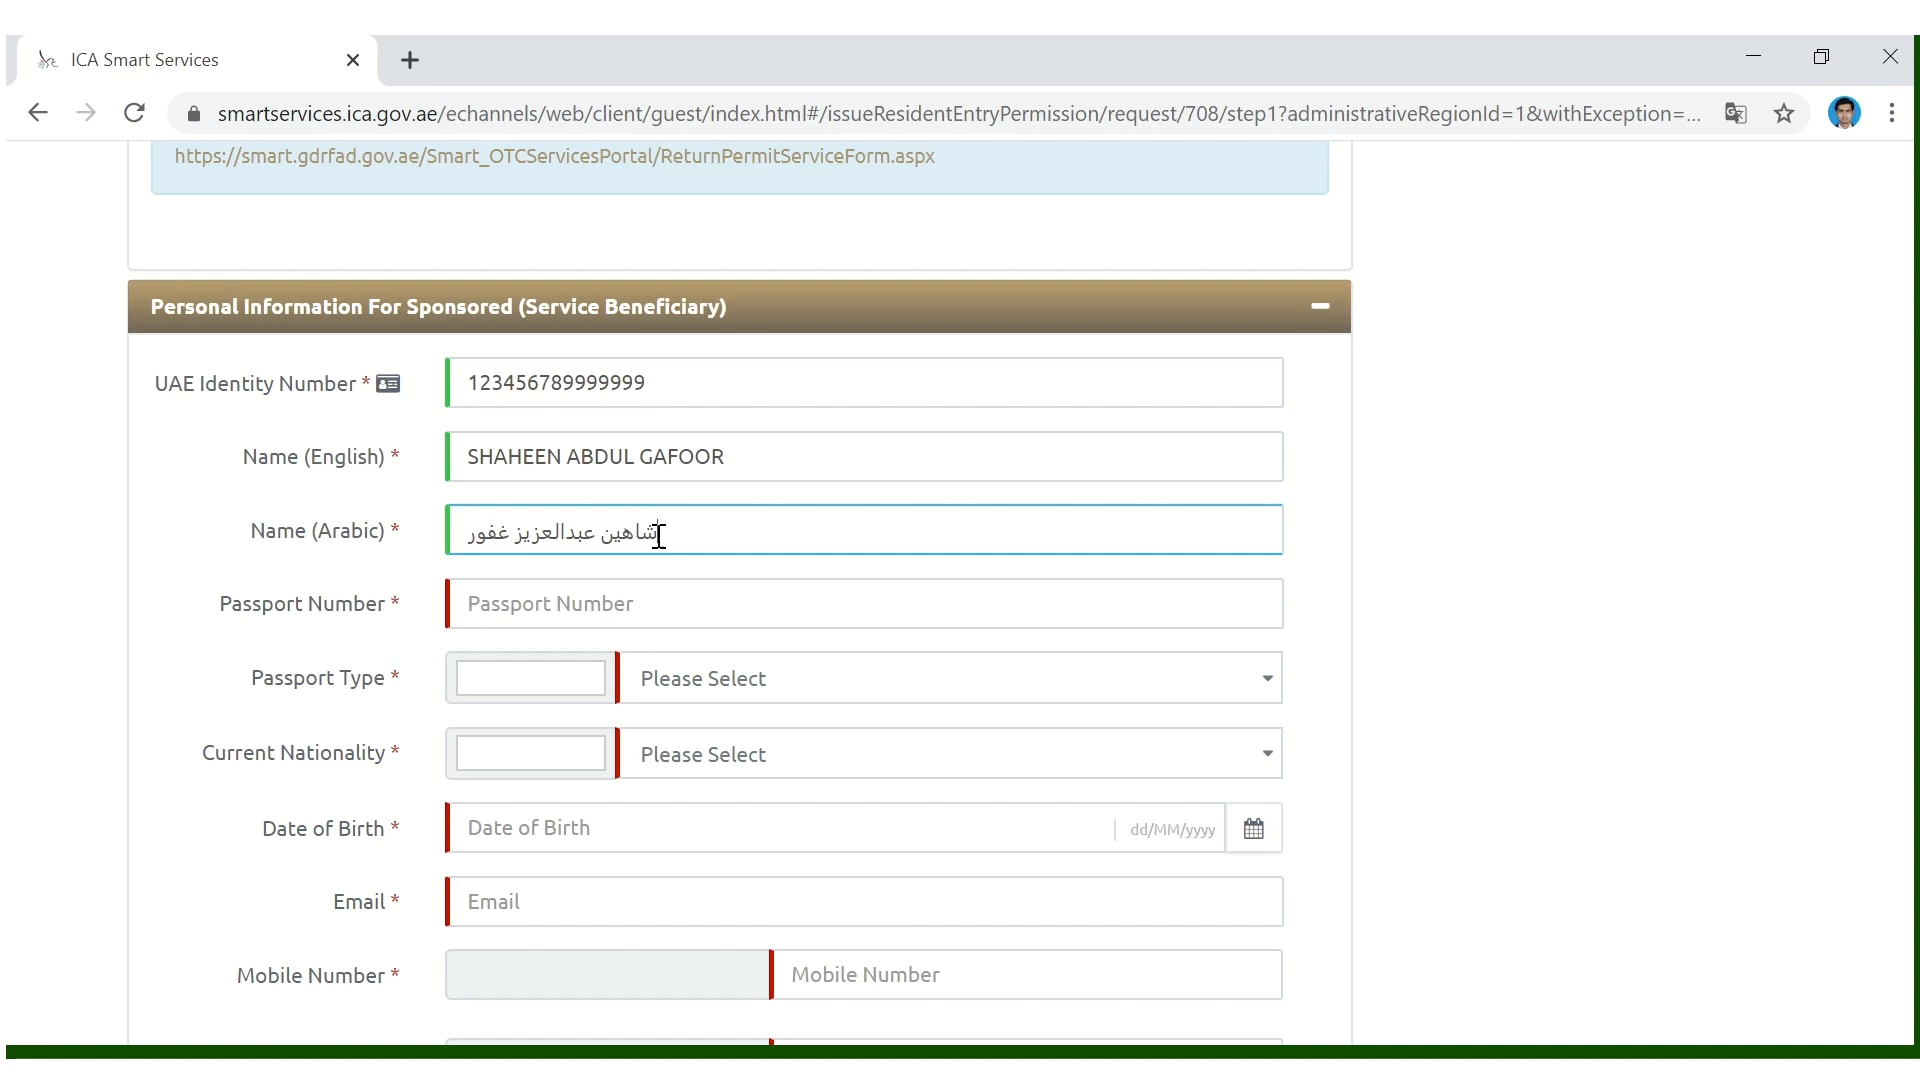 ICA Smart Services
smartservices.ica.gov.ae/echannels/web/client/guest/index.html#/issueResidentEntryPermission/request/708/step1?administrativeRegionId=1&withException=...
https://smart.gdrfad.gov.ae/Smart_OTCServicesPortal/ReturnPermitServiceForm.aspx
Personal Information For Sponsored (Service Beneficiary)
UAE Identity Number * 123456789999999
Name (English) * SHAHEEN ABDUL GAFOOR
Name (Arabic) * شاهين عبدالعزيز غفور
Passport Number * Passport Number
Passport Type * Please Select
Current Nationality * Please Select
Date of Birth * Date of Birth dd/MM/yyyy
Email * Email
Mobile Number * Mobile Number